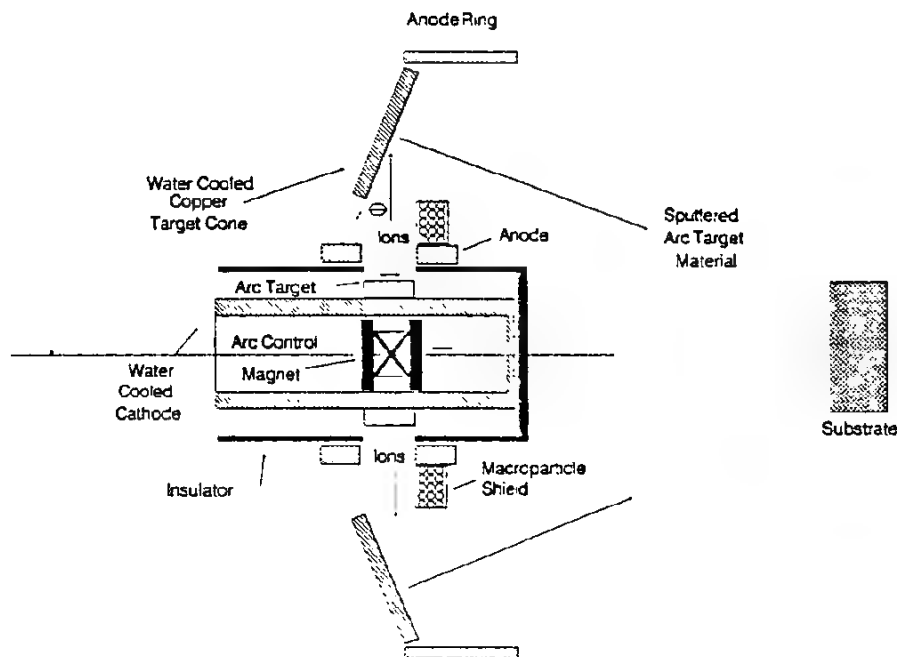 Anode Ring
Water Cooled
Copper
Target Cone
Ions
Anode
Sputtered
Arc Target
Material
Arc Target
Arc Control
Magnet
Water
Cooled
Cathode
Substrate
Ions
Macroparticle
Shield
Insulator